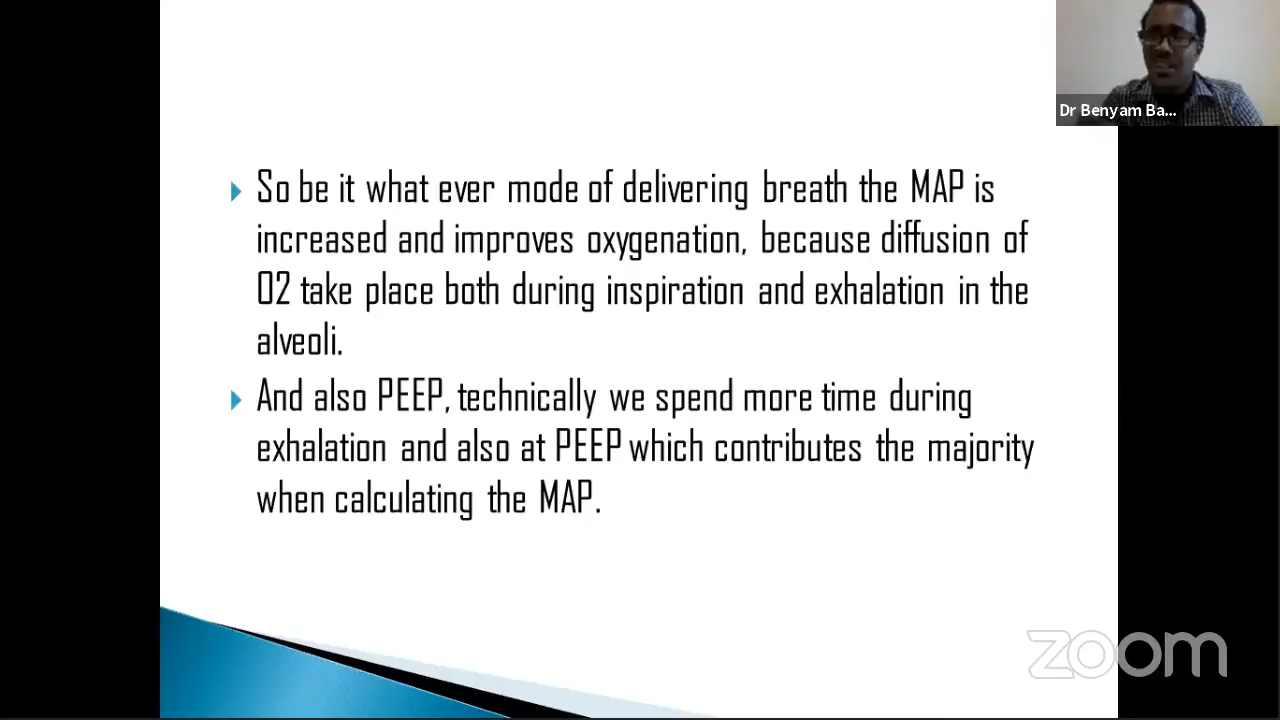 Dr Benyam Ba...
So be it what ever mode of delivering breath the MAP is
increased and improves oxygenation, because diffusion of
O2 take place both during inspiration and exhalation in the
alveoli.
And also PEEP, technically we spend more time during
exhalation and also at PEEP which contributes the majority
when calculating the MAP.
zoom